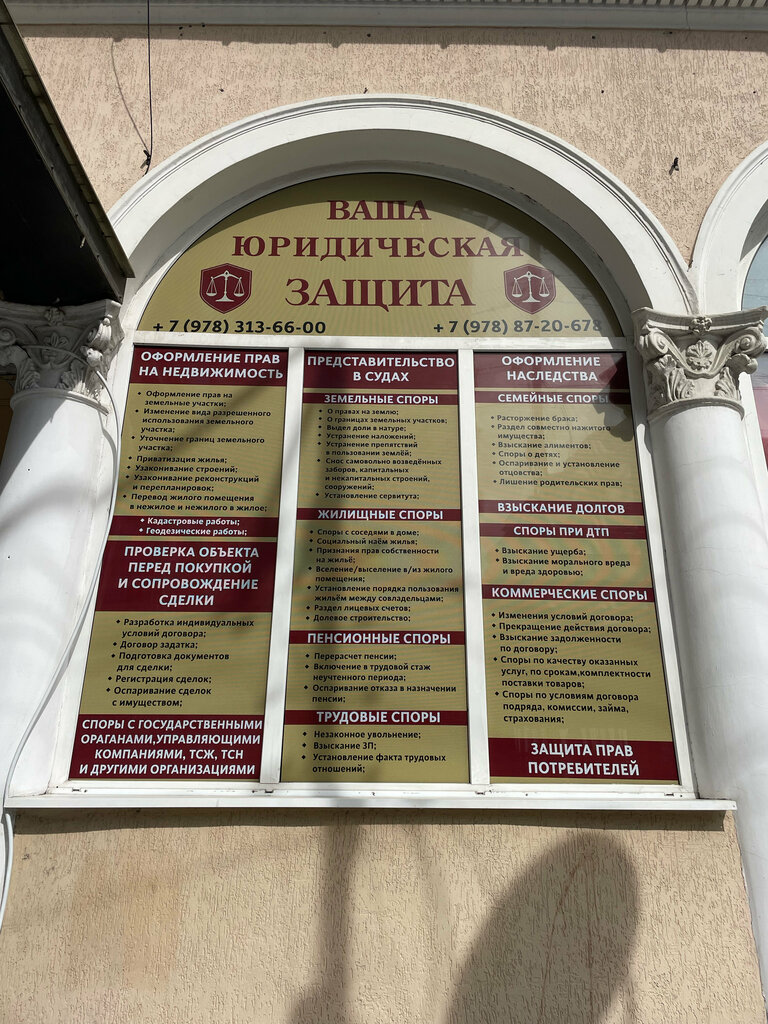 ВАША
ЮРИДИЧЕСКАЯ
ЗАЩИТА
+ 7 (978) 313-66-00
+ 7 (978) 87-20-678
ОФОРМЛЕНИЕ ПРАВ
НА НЕДВИЖИМОСТЬ
• Оформление прав на
земельные участки;
• Изменение вида разрешенного
использования земельного
участка;
• Уточнение границ земельного
участка;
• Приватизация жилья;
• Узаконивание строений;
• Узаконивание реконструкций
и перепланировок;
• Перевод жилого помещения
в нежилое и нежилого в жилое;
• Кадастровые работы;
• Геодезические работы;
ПРОВЕРКА ОБЪЕКТА
ПЕРЕД ПОКУПКОЙ
И СОПРОВОЖДЕНИЕ
СДЕЛКИ
• Разработка индивидуальных
условий договора;
• Договор задатка;
• Подготовка документов
для сделки;
• Регистрация сделок;
• Оспаривание сделок
с имуществом;
СПОРЫ С ГОСУДАРСТВЕННЫМИ
ОРАГАНАМИ,УПРАВЛЯЮЩИМИ
КОМПАНИЯМИ, ТСЖ, ТСН
И ДРУГИМИ ОРГАНИЗАЦИЯМИ
ПРЕДСТАВИТЕЛЬСТВО
В СУДАХ
ЗЕМЕЛЬНЫЕ СПОРЫ
• О правах на землю;
• О границах земельных участков;
• Выдел доли в натуре;
• Устранение наложений;
• Устранение препятствий
в пользовании землёй;
• Снос самовольно возведённых
заборов, капитальных
и некапитальных строений,
сооружений;
• Установление сервитута;
ЖИЛИЩНЫЕ СПОРЫ
• Споры с соседями в доме;
• Социальный наём жилья;
• Признания прав собственности
на жильё;
• Вселение/выселение в/из жилого
помещения;
• Установление порядка пользования
жильём между совладельцами;
• Раздел лицевых счетов;
• Долевое строительство;
ПЕНСИОННЫЕ СПОРЫ
• Перерасчет пенсии;
• Включение в трудовой стаж
неучтенного периода;
• Оспаривание отказа в назначении
пенсии;
ТРУДОВЫЕ СПОРЫ
• Незаконное увольнение;
• Взыскание ЗП;
• Установление факта трудовых
отношений;
ОФОРМЛЕНИЕ
НАСЛЕДСТВА
СЕМЕЙНЫЕ СПОРЫ
• Расторжение брака;
• Раздел совместно нажитого
имущества;
• Взыскание алиментов;
• Споры о детях;
• Оспаривание и установление
отцовства;
• Лишение родительских прав;
ВЗЫСКАНИЕ ДОЛГОВ
СПОРЫ ПРИ ДТП
• Взыскание ущерба;
• Взыскание морального вреда
и вреда здоровью;
КОММЕРЧЕСКИЕ СПОРЫ
• Изменения условий договора;
• Прекращение действия договора;
• Взыскание задолженности
по договору;
• Споры по качеству оказанных
услуг, по срокам,комплектности
поставки товаров;
• Споры по условиям договора
подряда, комиссии, займа,
страхования;
ЗАЩИТА ПРАВ
ПОТРЕБИТЕЛЕЙ